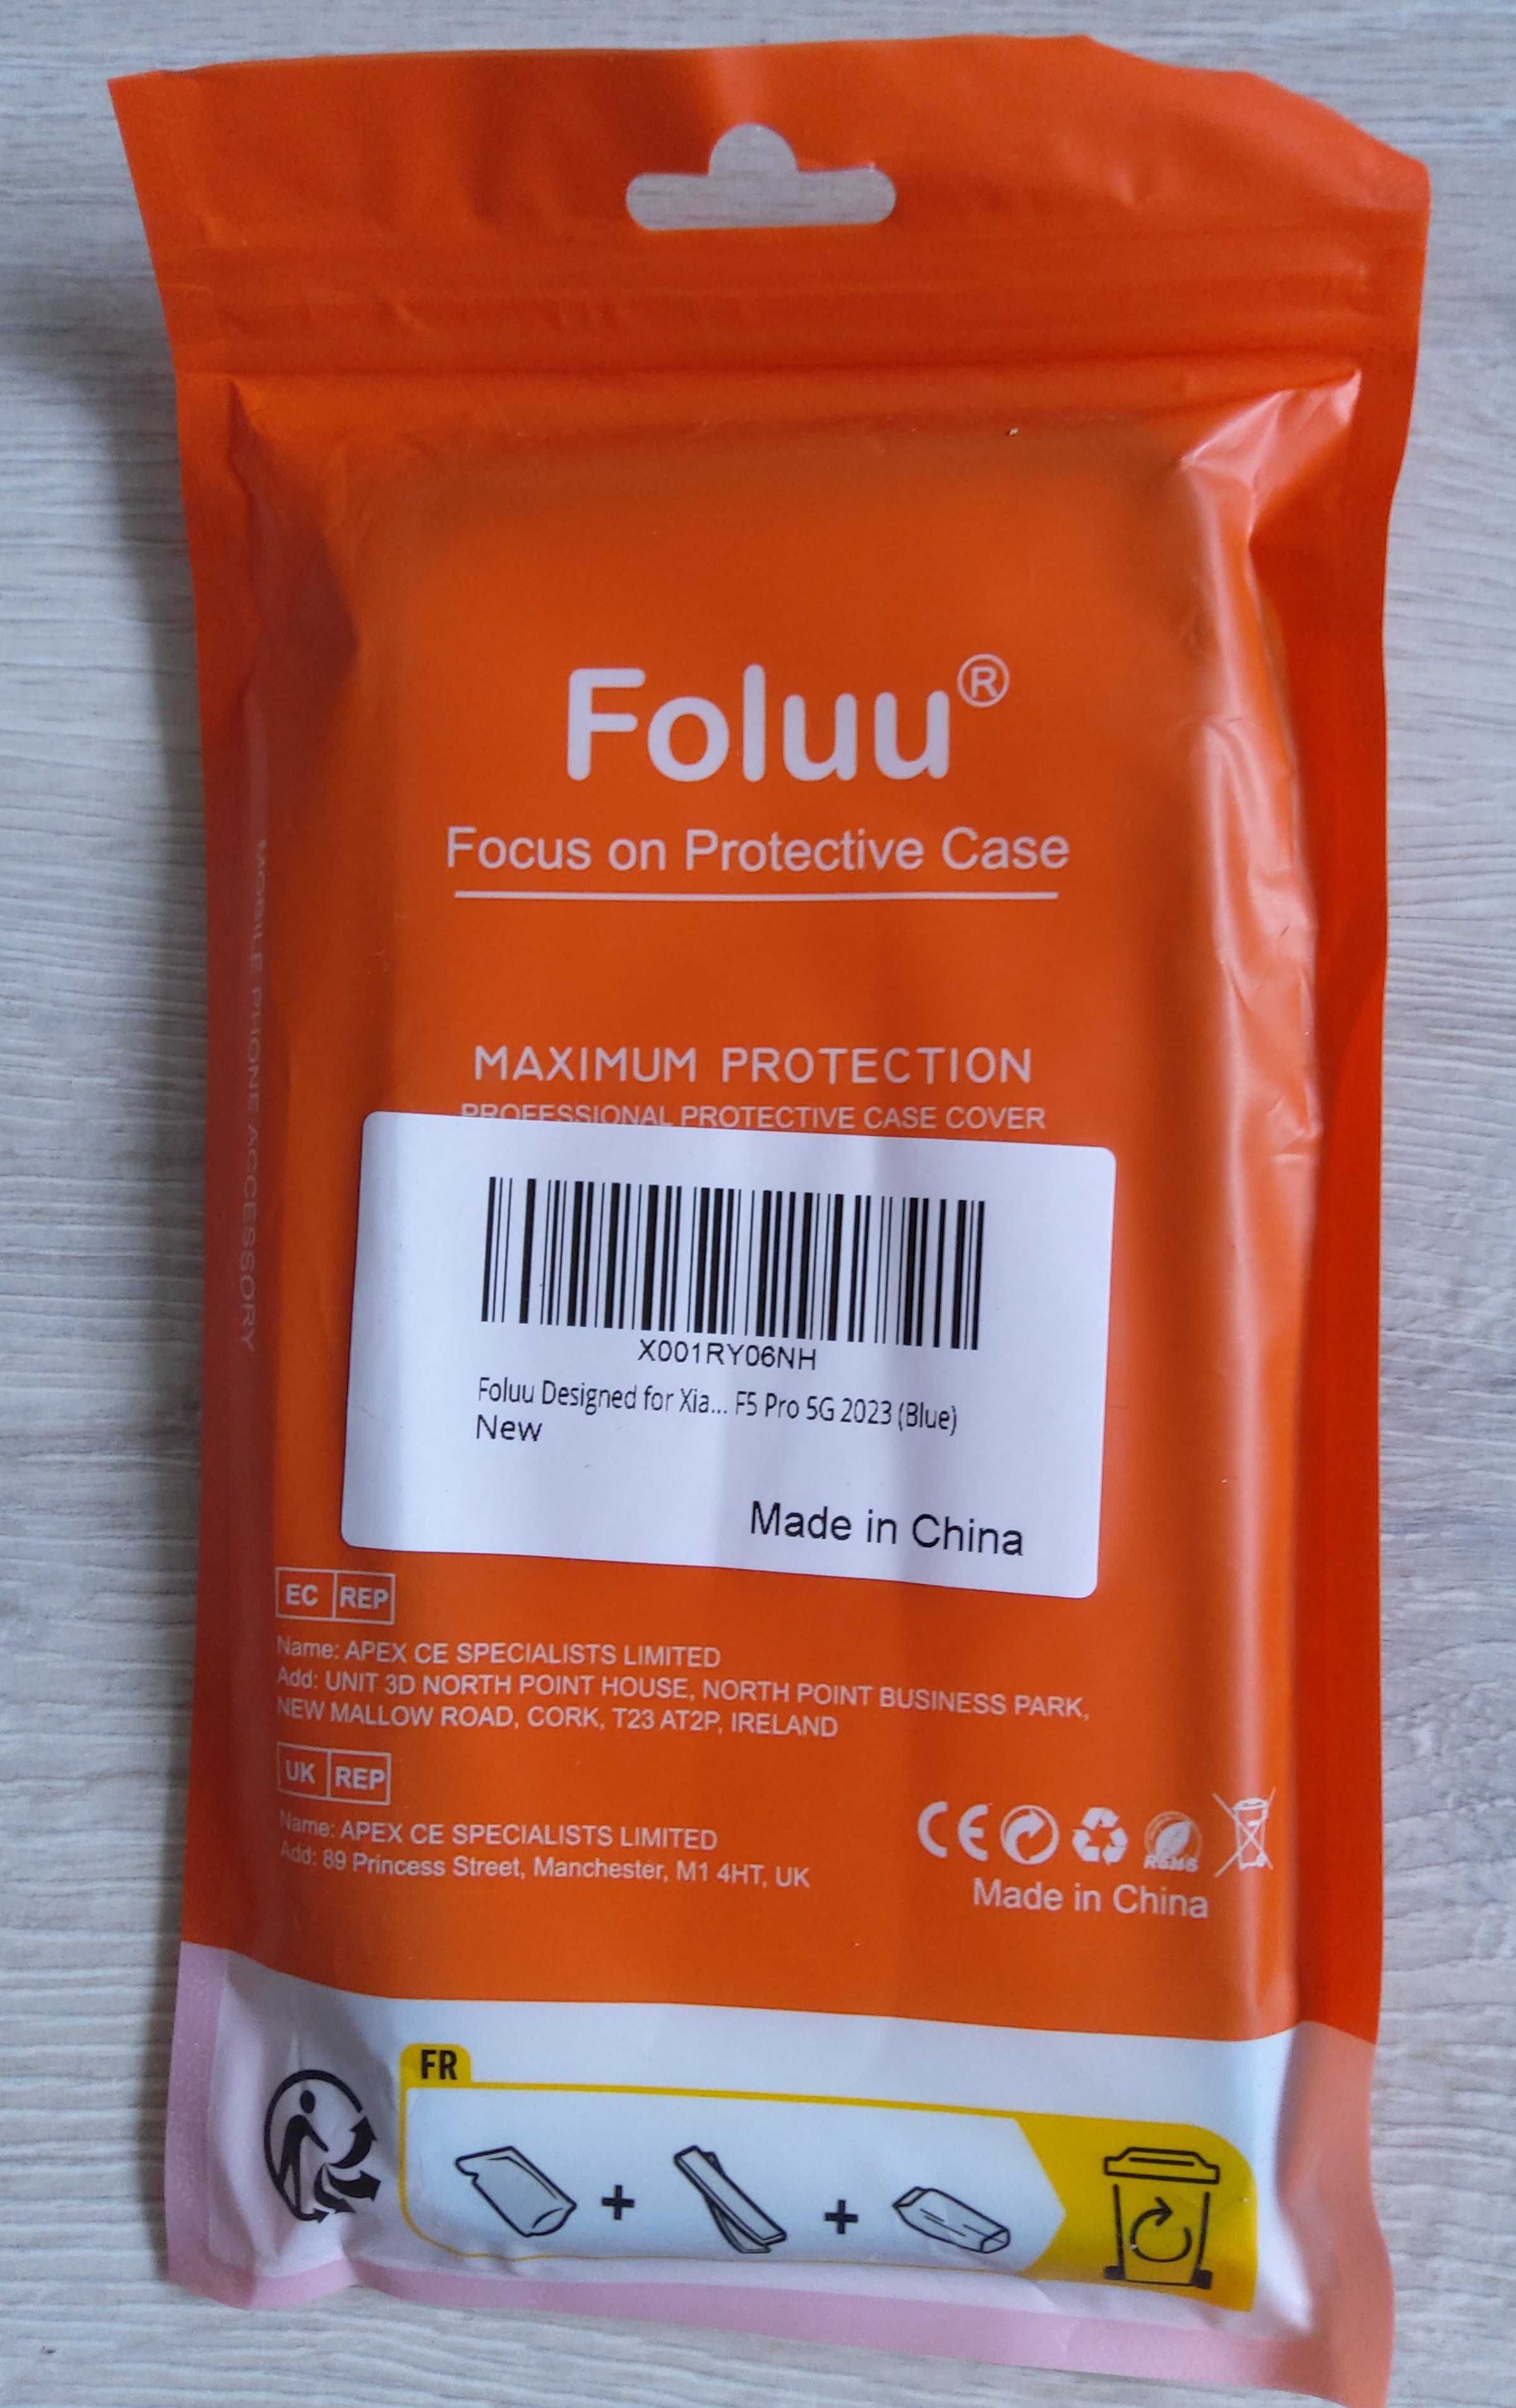 Foluu®
Focus on Protective Case
MAXIMUM PROTECTION
PROFESSIONAL PROTECTIVE CASE COVER
MOBILE PHONE ACCESSORY
X001RY06NH
Foluu Designed for Xia... F5 Pro 5G 2023 (Blue)
New
Made in China
EC REP
Name: APEX CE SPECIALISTS LIMITED
Add: UNIT 3D NORTH POINT HOUSE, NORTH POINT BUSINESS PARK,
NEW MALLOW ROAD, CORK, T23 AT2P, IRELAND
UK REP
Name: APEX CE SPECIALISTS LIMITED
Add: 89 Princess Street, Manchester, M1 4HT, UK
CE
ROHS
Made in China
FR